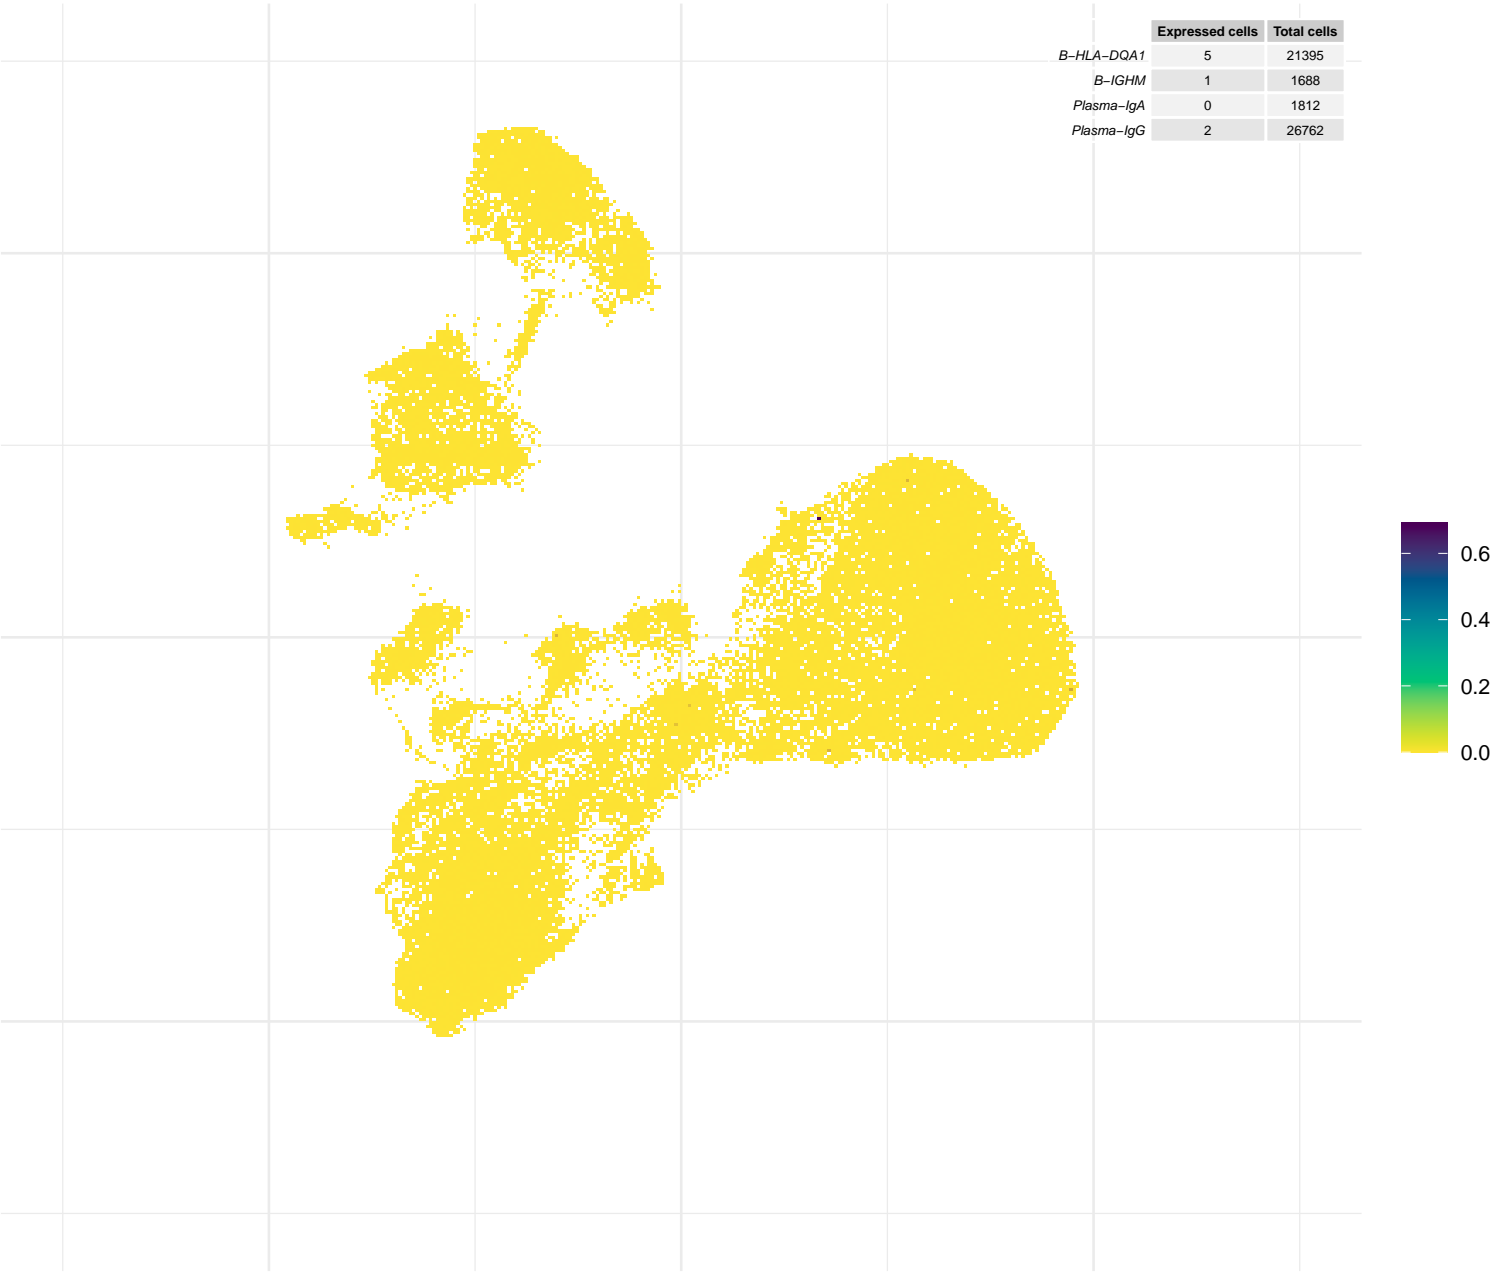 Expressed cells Total cells
B−HLA−DQA1 5 21395
B−IGHM 1 1688
Plasma−IgA 0 1812
Plasma−IgG 2 26762
0.6
0.4
0.2
0.0